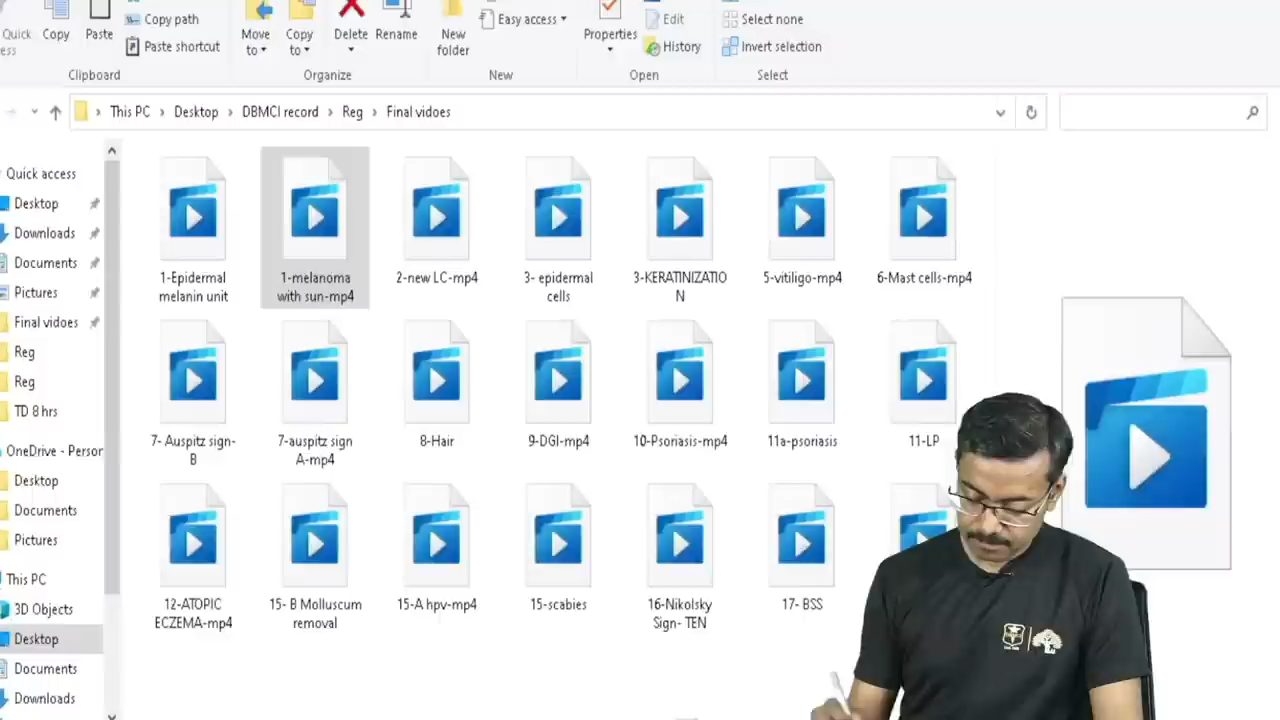 Quick
ess
Copy
Paste
Copy path
Paste shortcut
Move to
Copy to
Delete
Rename
New folder
Easy access
Properties
Edit
History
Select none
Invert selection
Clipboard
Organize
New
Open
Select
This PC > Desktop > DBMCI record > Reg > Final vidoes
Quick access
Desktop
Downloads
Documents
Pictures
Final vidoes
Reg
Reg
TD 8 hrs
OneDrive - Person
Desktop
Documents
Pictures
This PC
3D Objects
Desktop
Documents
Downloads
1-Epidermal melanin unit
1-melanoma with sun-mp4
2-new LC-mp4
3- epidermal cells
3-KERATINIZATION
5-vitiligo-mp4
6-Mast cells-mp4
7- Auspitz sign-B
7-auspitz sign A-mp4
8-Hair
9-DGI-mp4
10-Psoriasis-mp4
11a-psoriasis
11-LP
12-ATOPIC ECZEMA-mp4
15- B Molluscum removal
15-A hpv-mp4
15-scabies
16-Nikolsky Sign- TEN
17- BSS